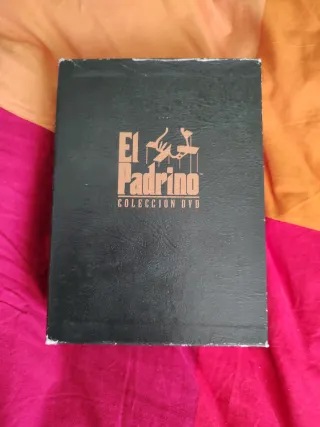 El
Padrino
COLECCION DVD